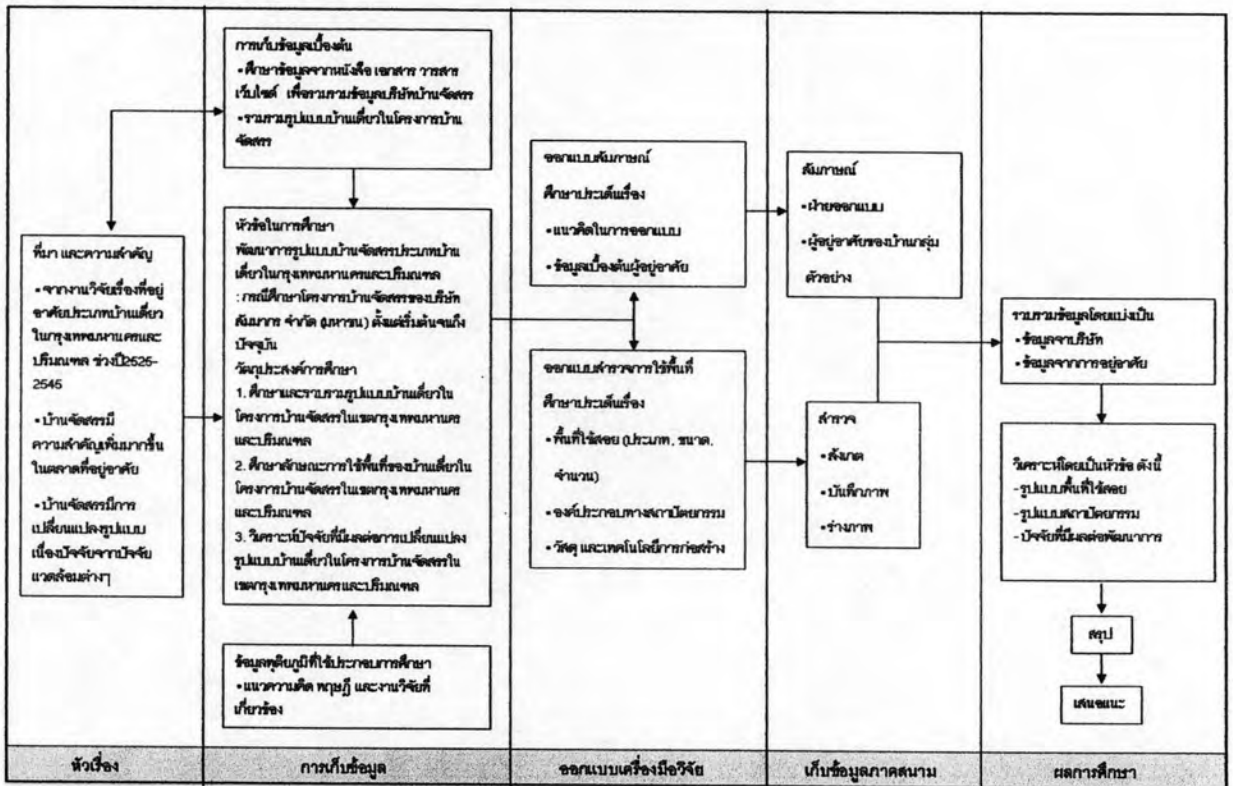 ที่มา และความสำคัญ
▪ จากงานวิจัยเรื่องที่อยู่
อาศัยประเภทบ้านเดี่ยว
ในกรุงเทพมหานครและ
ปริมณฑล ช่วงปี2525-
2545
▪ บ้านจัดสรรมี
ความสำคัญเพิ่มมากขึ้น
ในตลาดที่อยู่อาศัย
▪ บ้านจัดสรรมีการ
เปลี่ยนแปลงรูปแบบ
เนื่องปัจจัยจากปัจจัย
แวดล้อมต่างๆ
หัวเรื่อง
การเก็บข้อมูลเบื้องต้น
▪ ศึกษาข้อมูลจากหนังสือ เอกสาร วารสาร
เว็บไซต์ เพื่อรวมรวมข้อมูลบริษัทบ้านจัดสรร
▪ รวมรวมรูปแบบบ้านเดี่ยวในโครงการบ้าน
จัดสรร
หัวข้อในการศึกษา
พัฒนาการรูปแบบบ้านจัดสรรประเภทบ้าน
เดี่ยวในกรุงเทพมหานครและปริมณฑล
: กรณีศึกษาโครงการบ้านจัดสรรของบริษัท
สัมมากร จำกัด (มหาชน) ตั้งแต่เริ่มต้นจนถึง
ปัจจุบัน
วัตถุประสงค์การศึกษา
1. ศึกษาและรวบรวมรูปแบบบ้านเดี่ยวใน
โครงการบ้านจัดสรรในเขตกรุงเทพมหานคร
และปริมณฑล
2. ศึกษาลักษณะการใช้พื้นที่ของบ้านเดี่ยวใน
โครงการบ้านจัดสรรในเขตกรุงเทพมหานคร
และปริมณฑล
3. วิเคราะห์ปัจจัยที่มีผลต่อการเปลี่ยนแปลง
รูปแบบบ้านเดี่ยวในโครงการบ้านจัดสรรใน
เขตกรุงเทพมหานครและปริมณฑล
ข้อมูลทุติยภูมิที่ใช้ประกอบการศึกษา
▪ แนวความคิด ทฤษฎี และงานวิจัยที่
เกี่ยวข้อง
การเก็บข้อมูล
ออกแบบสัมภาษณ์
ศึกษาประเด็นเรื่อง
▪ แนวคิดในการออกแบบ
▪ ข้อมูลเบื้องต้นผู้อยู่อาศัย
ออกแบบสำรวจการใช้พื้นที่
ศึกษาประเด็นเรื่อง
▪ พื้นที่ใช้สอย (ประเภท, ขนาด,
จำนวน)
▪ องค์ประกอบทางสถาปัตยกรรม
▪ วัสดุ และเทคโนโลยีการก่อสร้าง
ออกแบบเครื่องมือวิจัย
สัมภาษณ์
▪ ฝ่ายออกแบบ
▪ ผู้อยู่อาศัยของบ้านกลุ่ม
ตัวอย่าง
สำรวจ
▪ สังเกต
▪ บันทึกภาพ
▪ ร่างภาพ
เก็บข้อมูลภาคสนาม
รวบรวมข้อมูลโดยแบ่งเป็น
▪ ข้อมูลจาบริษัท
▪ ข้อมูลจากการอยู่อาศัย
วิเคราะห์โดยเป็นหัวข้อ ดังนี้
-รูปแบบพื้นที่ใช้สอย
-รูปแบบสถาปัตยกรรม
-ปัจจัยที่มีผลต่อพัฒนาการ
สรุป
เสนอแนะ
ผลการศึกษา